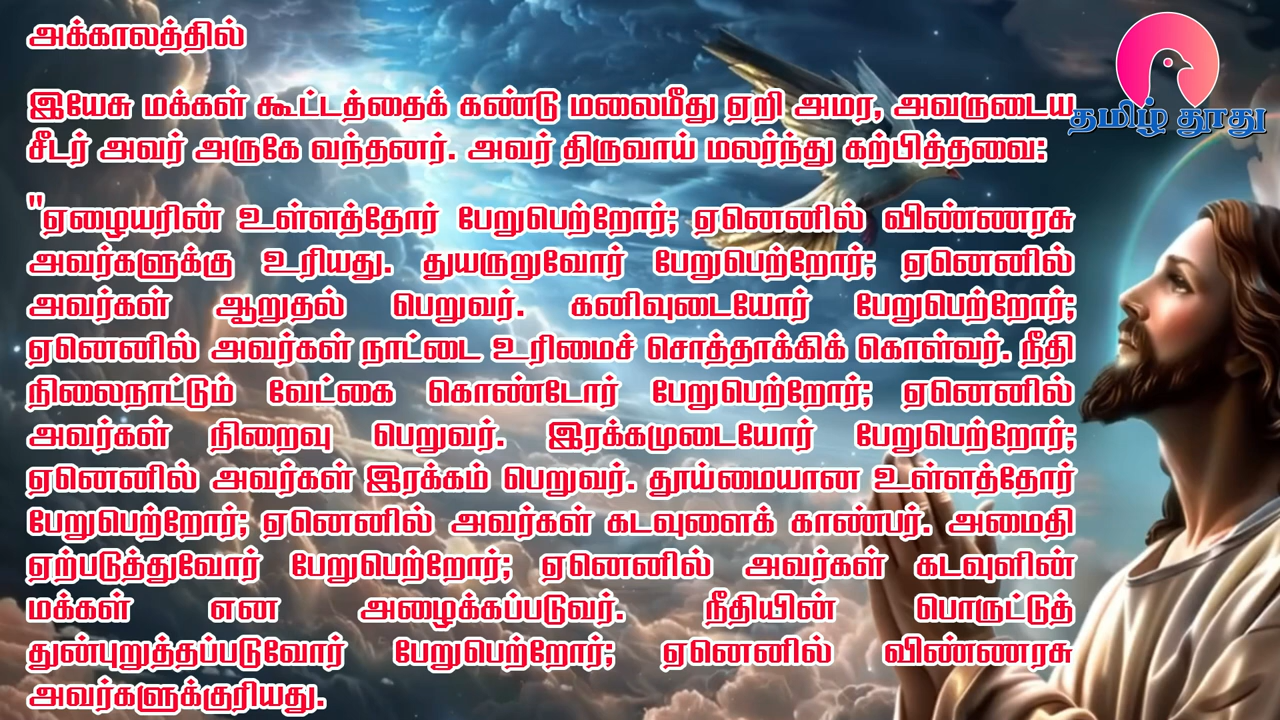 அக்காலத்தில்
இயேசு மக்கள் கூட்டத்தைக் கண்டு மலைமீது ஏறி அமர, அவருடைய
சீடர் அவர் அருகே வந்தனர். அவர் திருவாய் மலர்ந்து கற்பித்தவை:
தமிழ் தூது
"ஏழையரின் உள்ளத்தோர் பேறுபெற்றோர்; ஏனெனில் விண்ணரசு
அவர்களுக்கு உரியது. துயருறுவோர் பேறுபெற்றோர்; ஏனெனில்
அவர்கள் ஆறுதல் பெறுவர். கனிவுடையோர் பேறுபெற்றோர்;
ஏனெனில் அவர்கள் நாட்டை உரிமைச் சொத்தாக்கிக் கொள்வர். நீதி
நிலைநாட்டும் வேட்கை கொண்டோர் பேறுபெற்றோர்; ஏனெனில்
அவர்கள் நிறைவு பெறுவர். இரக்கமுடையோர் பேறுபெற்றோர்;
ஏனெனில் அவர்கள் இரக்கம் பெறுவர். தூய்மையான உள்ளத்தோர்
பேறுபெற்றோர்; ஏனெனில் அவர்கள் கடவுளைக் காண்பர். அமைதி
ஏற்படுத்துவோர் பேறுபெற்றோர்; ஏனெனில் அவர்கள் கடவுளின்
மக்கள் என அழைக்கப்படுவர். நீதியின் பொருட்டுத்
துன்புறுத்தப்படுவோர் பேறுபெற்றோர்; ஏனெனில் விண்ணரசு
அவர்களுக்குரியது.